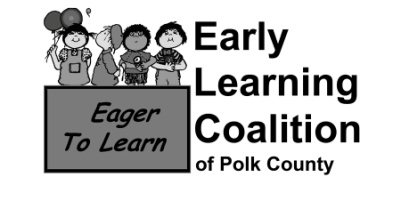 Early
Learning
Coalition
of Polk County
Eager
To Learn